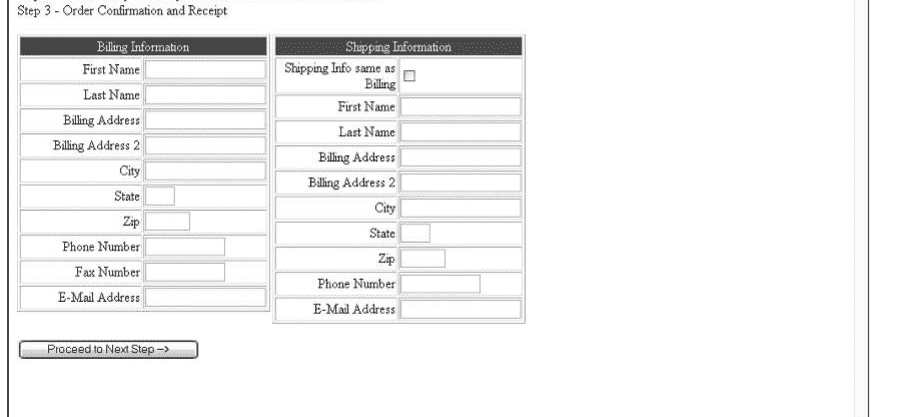 Step 3 - Order Confirmation and Receipt
Billing Information
First Name
Last Name
Billing Address
Billing Address 2
City
State
Zip
Phone Number
Fax Number
E-Mail Address
Shipping Information
Shipping Info same as
Billing
First Name
Last Name
Billing Address
Billing Address 2
City
State
Zip
Phone Number
E-Mail Address
Proceed to Next Step -->